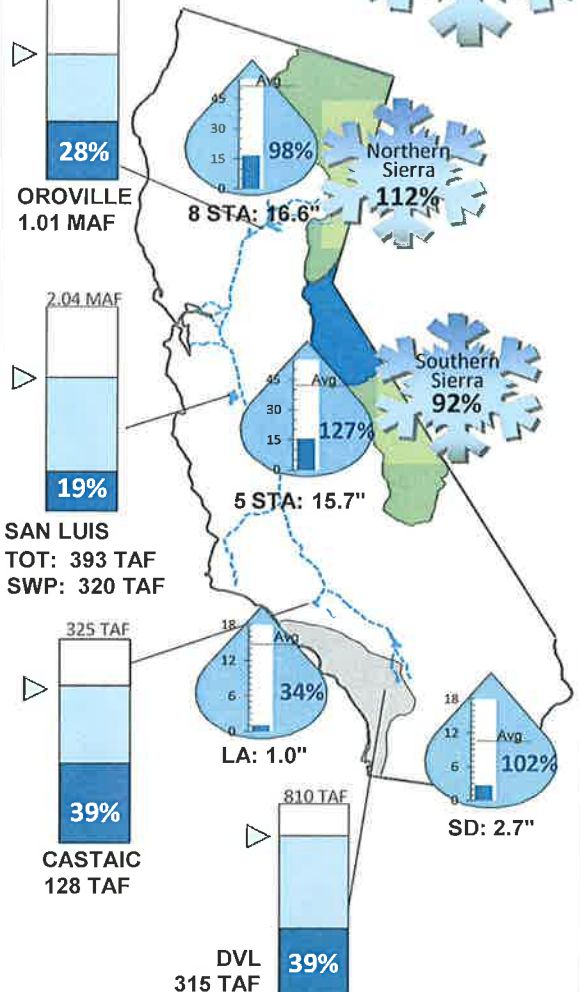 28%
OROVILLE
1.01 MAF
Avg
45
30
15
0
98%
8 STA: 16.6"
Northern
Sierra
112%
2.04 MAF
19%
SAN LUIS
TOT: 393 TAF
SWP: 320 TAF
Avg
45
30
15
0
127%
5 STA: 15.7"
Southern
Sierra
92%
325 TAF
39%
CASTAIC
128 TAF
18
Avg
12
6
0
34%
LA: 1.0"
18
12
Avg
6
0
102%
SD: 2.7"
810 TAF
39%
DVL
315 TAF